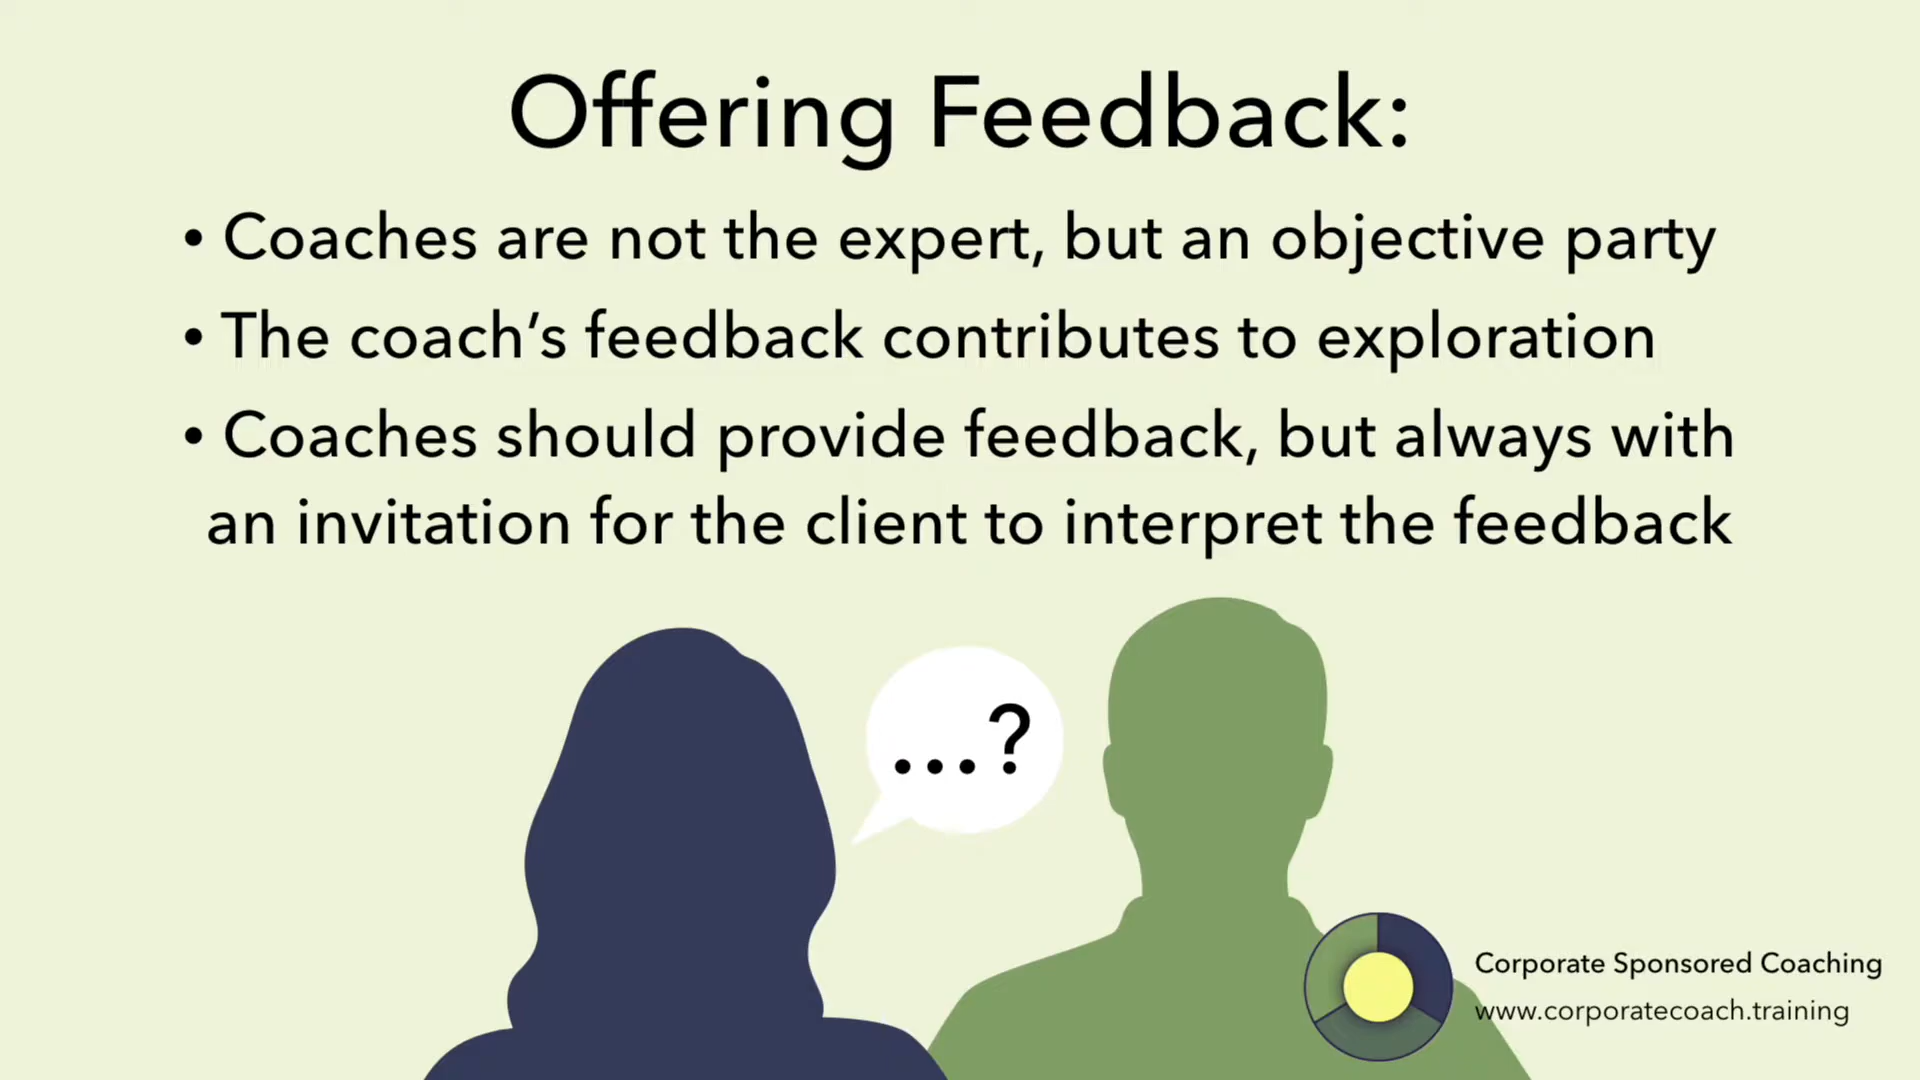 Offering Feedback:
• Coaches are not the expert, but an objective party
• The coach’s feedback contributes to exploration
• Coaches should provide feedback, but always with
an invitation for the client to interpret the feedback
...?
Corporate Sponsored Coaching
www.corporatecoach.training